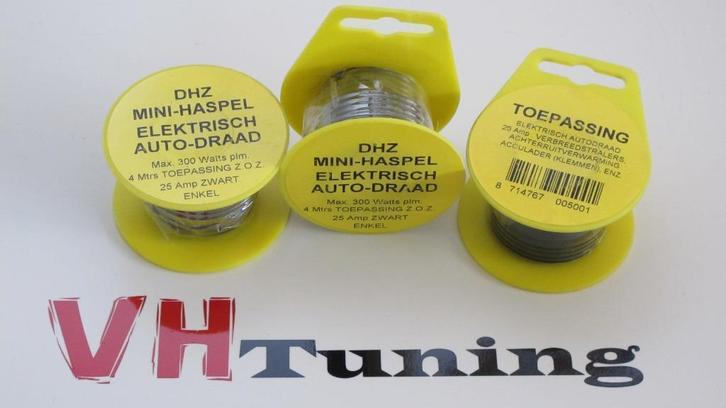 DHZ
MINI-HASPEL
ELEKTRISCH
AUTO-DRAAD
Max. 300 Watts plm.
4 Mtrs TOEPASSING Z.O.Z.
25 Amp ZWART
ENKEL
DHZ
MINI-HASPEL
ELEKTRISCH
AUTO-DRAAD
Max. 300 Watts plm.
4 Mtrs TOEPASSING Z.O.Z.
25 Amp ZWART
ENKEL
TOEPASSING
ELEKTRISCH AUTODRAAD
25 Amp VERBREEDSTRALERS,
ACHTERRUITVERWARMING
ACCULADER (KLEMMEN), ENZ.
8 714767 005001
VHTuning